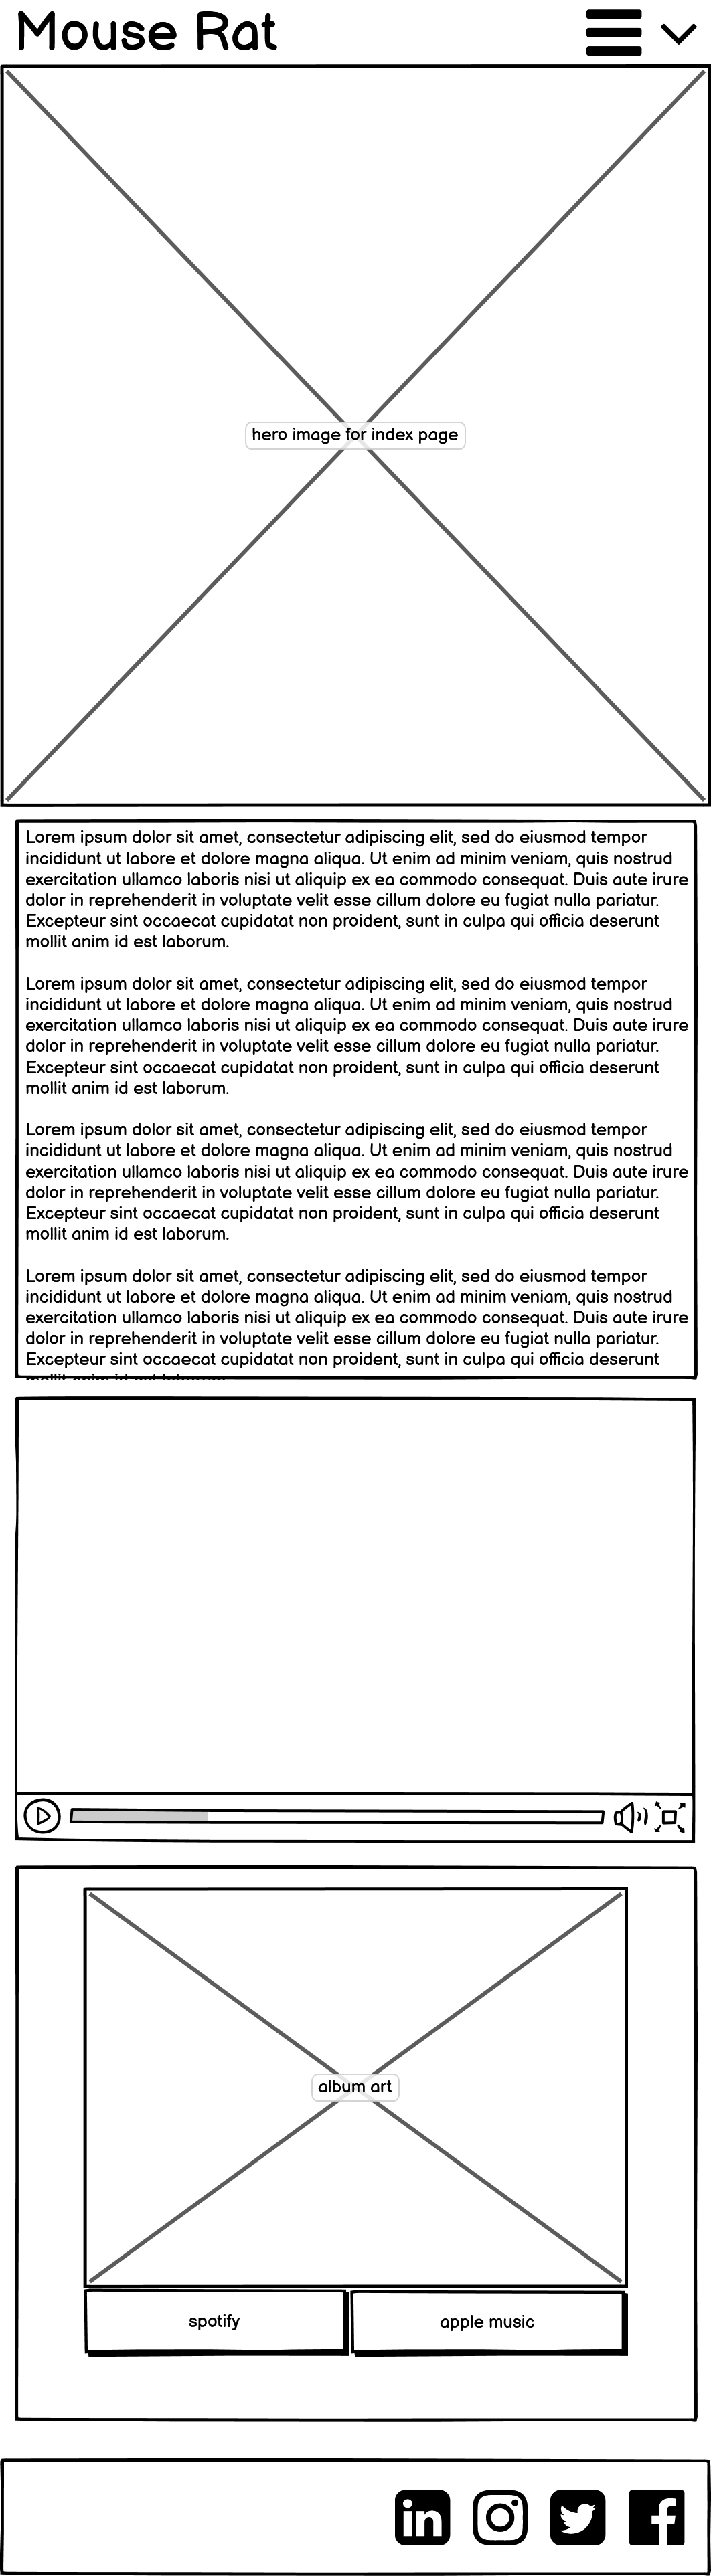 Mouse Rat
hero image for index page
Lorem ipsum dolor sit amet, consectetur adipiscing elit, sed do eiusmod tempor
incididunt ut labore et dolore magna aliqua. Ut enim ad minim veniam, quis nostrud
exercitation ullamco laboris nisi ut aliquip ex ea commodo consequat. Duis aute irure
dolor in reprehenderit in voluptate velit esse cillum dolore eu fugiat nulla pariatur.
Excepteur sint occaecat cupidatat non proident, sunt in culpa qui officia deserunt
mollit anim id est laborum.
Lorem ipsum dolor sit amet, consectetur adipiscing elit, sed do eiusmod tempor
incididunt ut labore et dolore magna aliqua. Ut enim ad minim veniam, quis nostrud
exercitation ullamco laboris nisi ut aliquip ex ea commodo consequat. Duis aute irure
dolor in reprehenderit in voluptate velit esse cillum dolore eu fugiat nulla pariatur.
Excepteur sint occaecat cupidatat non proident, sunt in culpa qui officia deserunt
mollit anim id est laborum.
Lorem ipsum dolor sit amet, consectetur adipiscing elit, sed do eiusmod tempor
incididunt ut labore et dolore magna aliqua. Ut enim ad minim veniam, quis nostrud
exercitation ullamco laboris nisi ut aliquip ex ea commodo consequat. Duis aute irure
dolor in reprehenderit in voluptate velit esse cillum dolore eu fugiat nulla pariatur.
Excepteur sint occaecat cupidatat non proident, sunt in culpa qui officia deserunt
mollit anim id est laborum.
Lorem ipsum dolor sit amet, consectetur adipiscing elit, sed do eiusmod tempor
incididunt ut labore et dolore magna aliqua. Ut enim ad minim veniam, quis nostrud
exercitation ullamco laboris nisi ut aliquip ex ea commodo consequat. Duis aute irure
dolor in reprehenderit in voluptate velit esse cillum dolore eu fugiat nulla pariatur.
Excepteur sint occaecat cupidatat non proident, sunt in culpa qui officia deserunt
album art
spotify
apple music
in